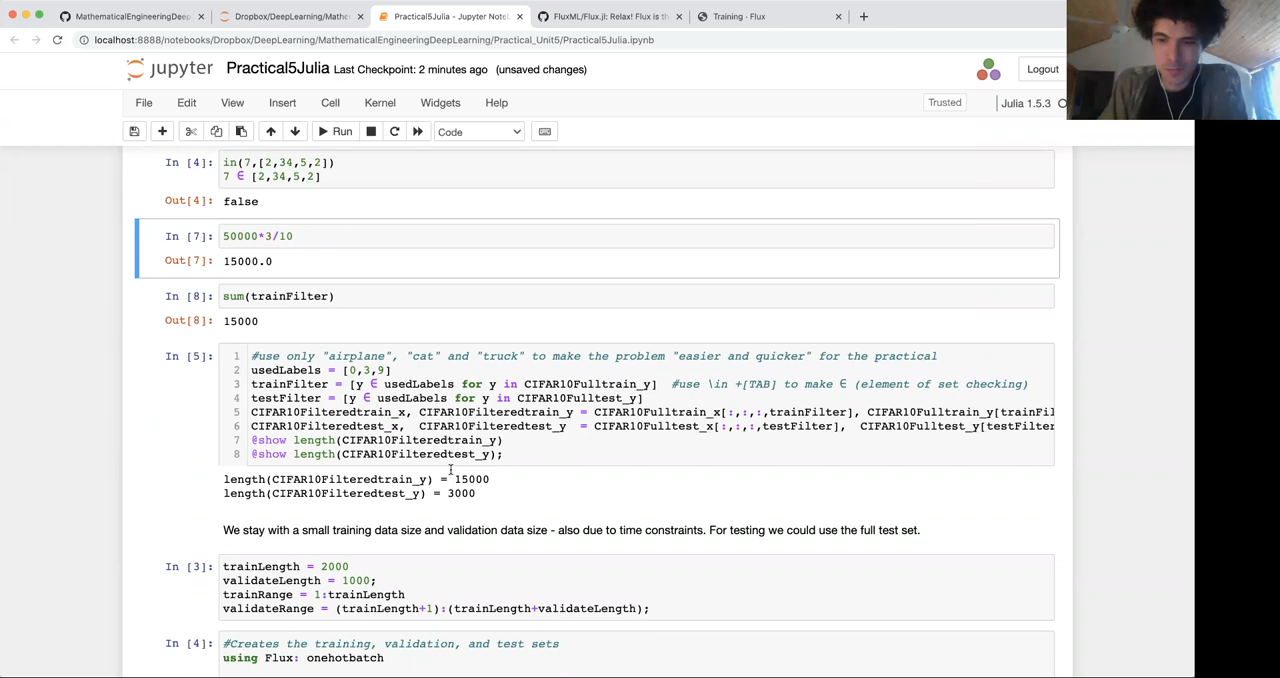 MathematicalEngineeringDeep
Dropbox/DeepLearning/Mathe
Practical5Julia - Jupyter Note
FluxML/Flux.jl: Relax! Flux is th
Training · Flux
localhost:8888/notebooks/Dropbox/DeepLearning/MathematicalEngineeringDeepLearning/Practical_Unit5/Practical5Julia.ipynb
jupyter Practical5Julia Last Checkpoint: 2 minutes ago (unsaved changes)
Logout
File Edit View Insert Cell Kernel Widgets Help
Trusted
Julia 1.5.3
Run
Code
In [4]: in(7,[2,34,5,2])
7 ∈ [2,34,5,2]
Out[4]: false
In [7]: 50000*3/10
Out[7]: 15000.0
In [8]: sum(trainFilter)
Out[8]: 15000
In [5]: 1 #use only "airplane", "cat" and "truck" to make the problem "easier and quicker" for the practical
2 usedLabels = [0,3,9]
3 trainFilter = [y ∈ usedLabels for y in CIFAR10Fulltrain_y] #use \in +[TAB] to make ∈ (element of set checking)
4 testFilter = [y ∈ usedLabels for y in CIFAR10Fulltest_y]
5 CIFAR10Filteredtrain_x, CIFAR10Filteredtrain_y = CIFAR10Fulltrain_x[:,:,:,trainFilter], CIFAR10Fulltrain_y[trainFi
6 CIFAR10Filteredtest_x, CIFAR10Filteredtest_y = CIFAR10Fulltest_x[:,:,:,testFilter], CIFAR10Fulltest_y[testFilter
7 @show length(CIFAR10Filteredtrain_y)
8 @show length(CIFAR10Filteredtest_y);
length(CIFAR10Filteredtrain_y) = 15000
length(CIFAR10Filteredtest_y) = 3000
We stay with a small training data size and validation data size - also due to time constraints. For testing we could use the full test set.
In [3]: trainLength = 2000
validateLength = 1000;
trainRange = 1:trainLength
validateRange = (trainLength+1):(trainLength+validateLength);
In [4]: #Creates the training, validation, and test sets
using Flux: onehotbatch